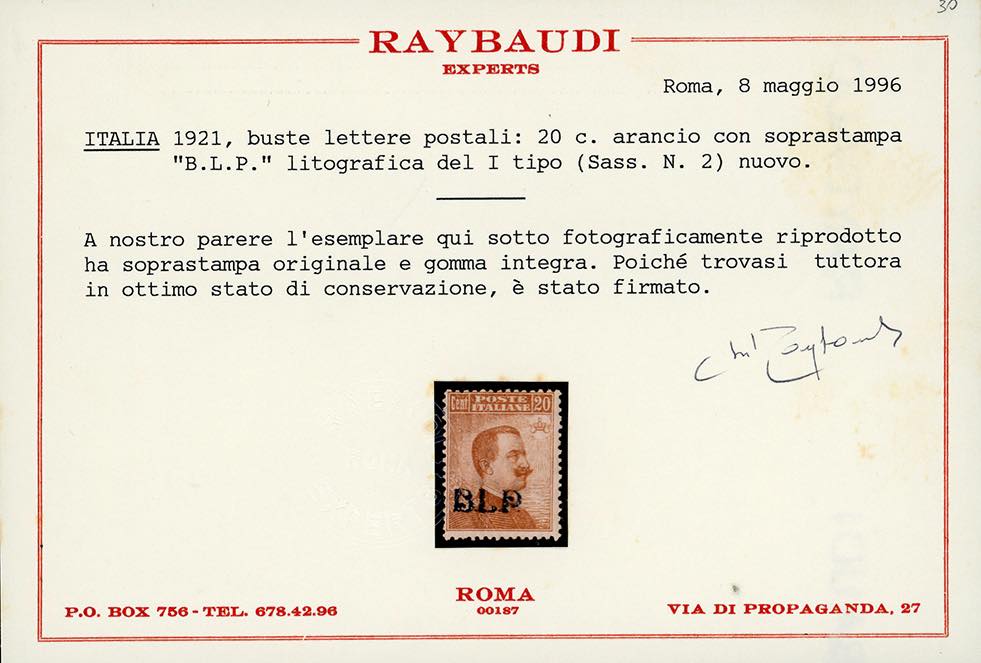 30
RAYBAUDI
EXPERTS
Roma, 8 maggio 1996
ITALIA 1921, buste lettere postali: 20 c. arancio con soprastampa
"B.L.P." litografica del I tipo (Sass. N. 2) nuovo.
A nostro parere l'esemplare qui sotto fotograficamente riprodotto
ha soprastampa originale e gomma integra. Poiché trovasi tuttora
in ottimo stato di conservazione, è stato firmato.
Cent POSTE ITALIANE 20
BLP
ROMA
00187
P.O. BOX 756 - TEL. 678.42.96
VIA DI PROPAGANDA, 27